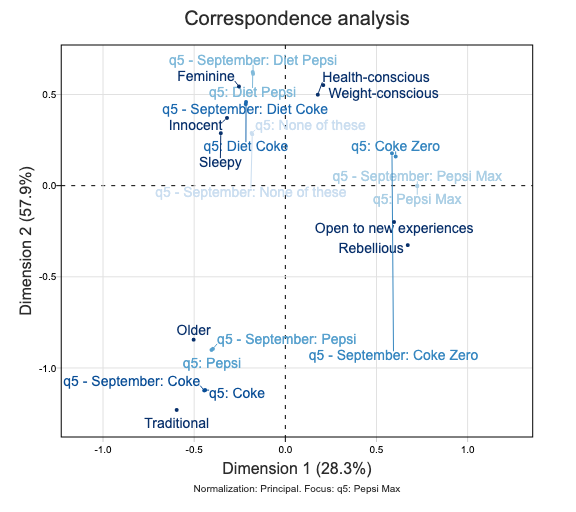 Correspondence analysis
q5 - September: Diet Pepsi
Feminine
Health-conscious
q5: Diet Pepsi
Weight-conscious
0.5
q5 - September: Diet Coke
Innocent
q5: None of these
q5: Diet Coke
q5: Coke Zero
Sleepy
q5 - September: Pepsi Max
0.0
q5 - September: None of these
q5: Pepsi Max
Open to new experiences
Rebellious
-0.5
Older
q5 - September: Pepsi
q5 - September: Coke Zero
q5: Pepsi
-1.0
q5 - September: Coke
q5: Coke
Traditional
Dimension 2 (57.9%)
-1.0
-0.5
0.0
0.5
1.0
Dimension 1 (28.3%)
Normalization: Principal. Focus: q5: Pepsi Max